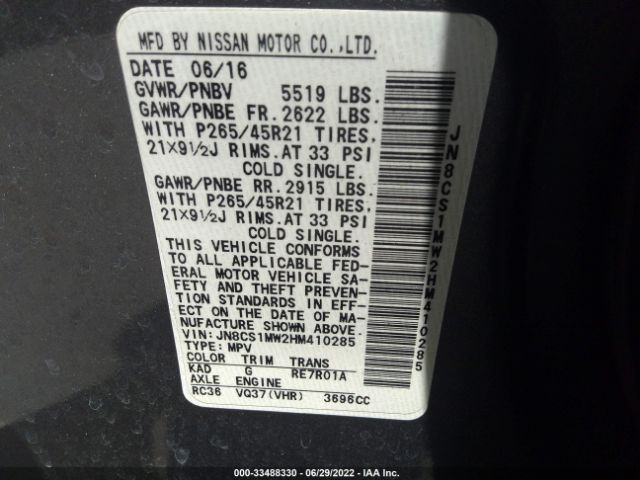 MFD BY NISSAN MOTOR CO.,LTD.
DATE 06/16
GVWR/PNBV 5519 LBS.
GAWR/PNBE FR. 2622 LBS.
WITH P265/45R21 TIRES,
21X9½J RIMS.AT 33 PSI
COLD SINGLE.
GAWR/PNBE RR. 2915 LBS.
WITH P265/45R21 TIRES,
21X9½J RIMS.AT 33 PSI
COLD SINGLE.
THIS VEHICLE CONFORMS
TO ALL APPLICABLE FED-
ERAL MOTOR VEHICLE SA-
FETY AND THEFT PREVEN-
TION STANDARDS IN EFF-
ECT ON THE DATE OF MA-
NUFACTURE SHOWN ABOVE.
VIN: JN8CS1MW2HM410285
TYPE: MPV
COLOR TRIM TRANS
KAD G RE7R01A
AXLE ENGINE
RC36 VQ37(VHR) 3696CC
JN8CS1MW2HM410285
000-33488330 - 06/29/2022 - IAA Inc.